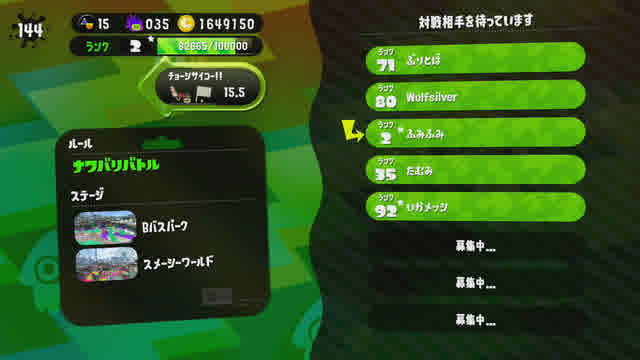 144
15
035
1649150
ランク 2* 62665/100000
チョーシサイコー!!
15.5
ルール
ナワバリバトル
ステージ
Bバスパーク
スメーシーワールド
対戦相手を待っています
ランク 71 ぷりとぼ
ランク 80 Wolfsilver
ランク 2* ふみふみ
ランク 35 たむみ
ランク 92* いかメッシ
募集中...
募集中...
募集中...